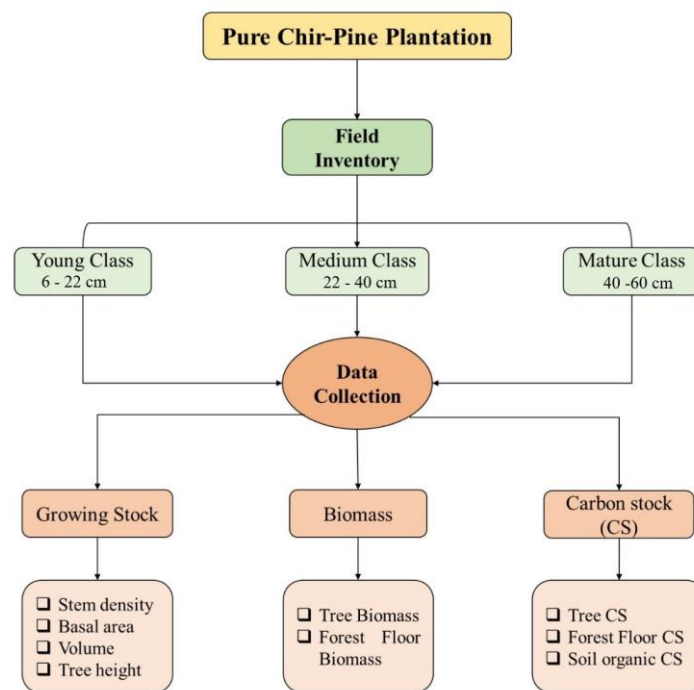 Pure Chir-Pine Plantation
Field
Inventory
Young Class
6 - 22 cm
Medium Class
22 - 40 cm
Mature Class
40 -60 cm
Data
Collection
Growing Stock
Biomass
Carbon stock
(CS)
❑ Stem density
❑ Basal area
❑ Volume
❑ Tree height
❑ Tree Biomass
❑ Forest Floor
Biomass
❑ Tree CS
❑ Forest Floor CS
❑ Soil organic CS